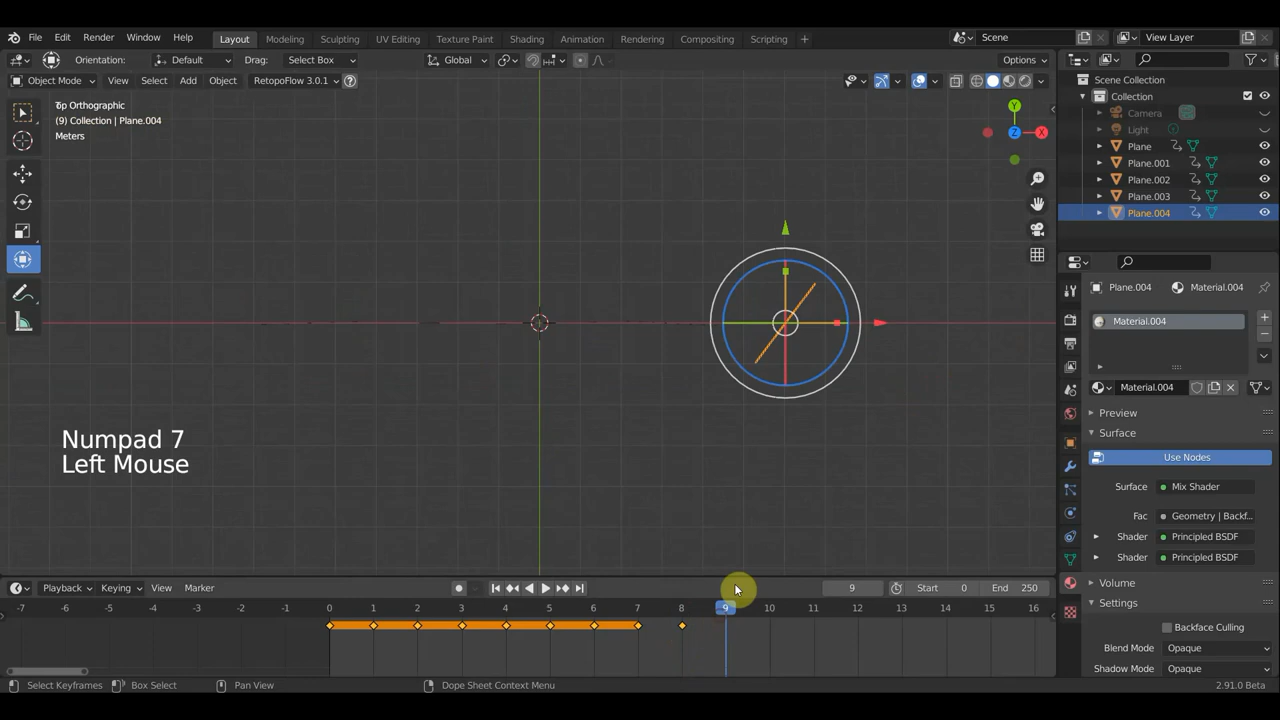 File Edit Render Window Help Layout Modeling Sculpting UV Editing Texture Paint Shading Animation Rendering Compositing Scripting + Scene View Layer
Orientation: Default Drag: Select Box Global Options
Object Mode View Select Add Object RetopoFlow 3.0.1
Top Orthographic
(9) Collection | Plane.004
Meters
Y
Z X
Scene Collection
Collection
Camera
Light
Plane
Plane.001
Plane.002
Plane.003
Plane.004
Plane.004 Material.004
Material.004
Material.004
Preview
Surface
Use Nodes
Surface Mix Shader
Fac Geometry | Backf...
Shader Principled BSDF
Shader Principled BSDF
Volume
Settings
Backface Culling
Blend Mode Opaque
Shadow Mode Opaque
Numpad 7
Left Mouse
Playback Keying View Marker 9 Start 0 End 250
-7 -6 -5 -4 -3 -2 -1 0 1 2 3 4 5 6 7 8 9 10 11 12 13 14 15 16
Select Keyframes Box Select Pan View Dope Sheet Context Menu 2.91.0 Beta